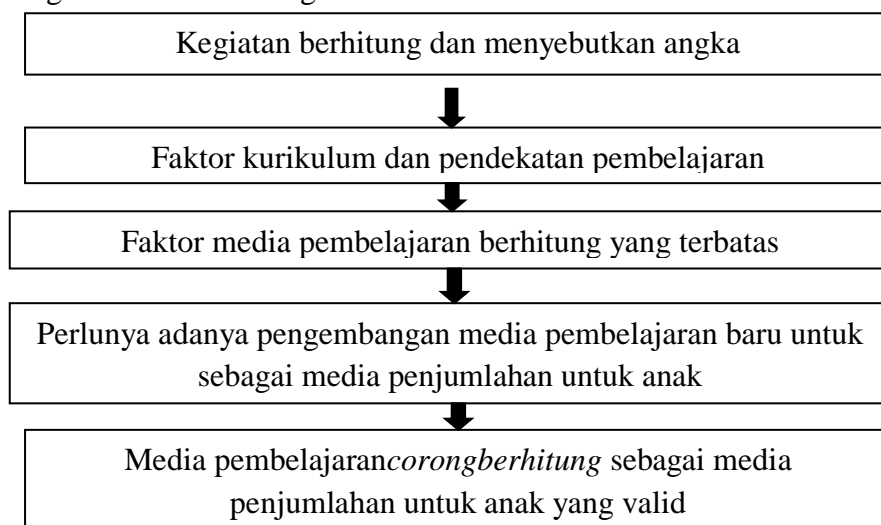 Kegiatan berhitung dan menyebutkan angka
Faktor kurikulum dan pendekatan pembelajaran
Faktor media pembelajaran berhitung yang terbatas
Perlunya adanya pengembangan media pembelajaran baru untuk
sebagai media penjumlahan untuk anak
Media pembelajarancorongberhitung sebagai media
penjumlahan untuk anak yang valid